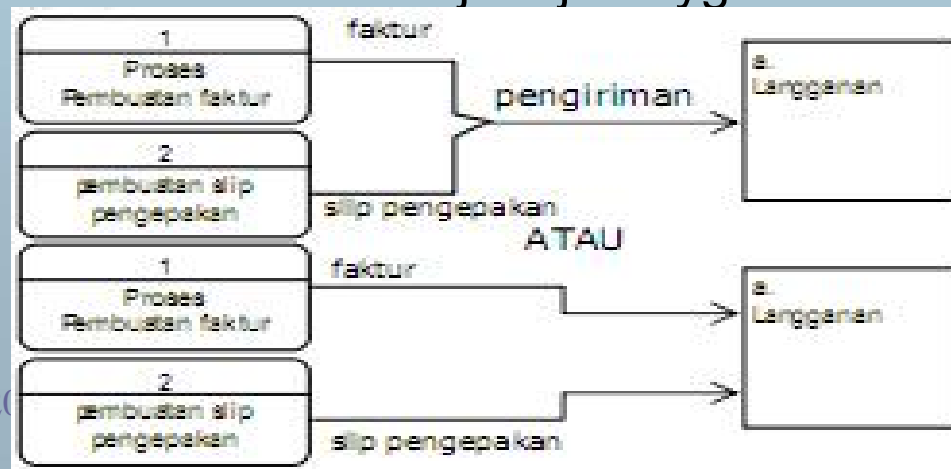 faktur
1
Proses
Pembuatan faktur
pengiriman
a.
Langganan
2
pembuatan slip
pengepakan
slip pengepakan
ATAU
faktur
1
Proses
Pembuatan faktur
a.
Langganan
2
pembuatan slip
pengepakan
slip pengepakan